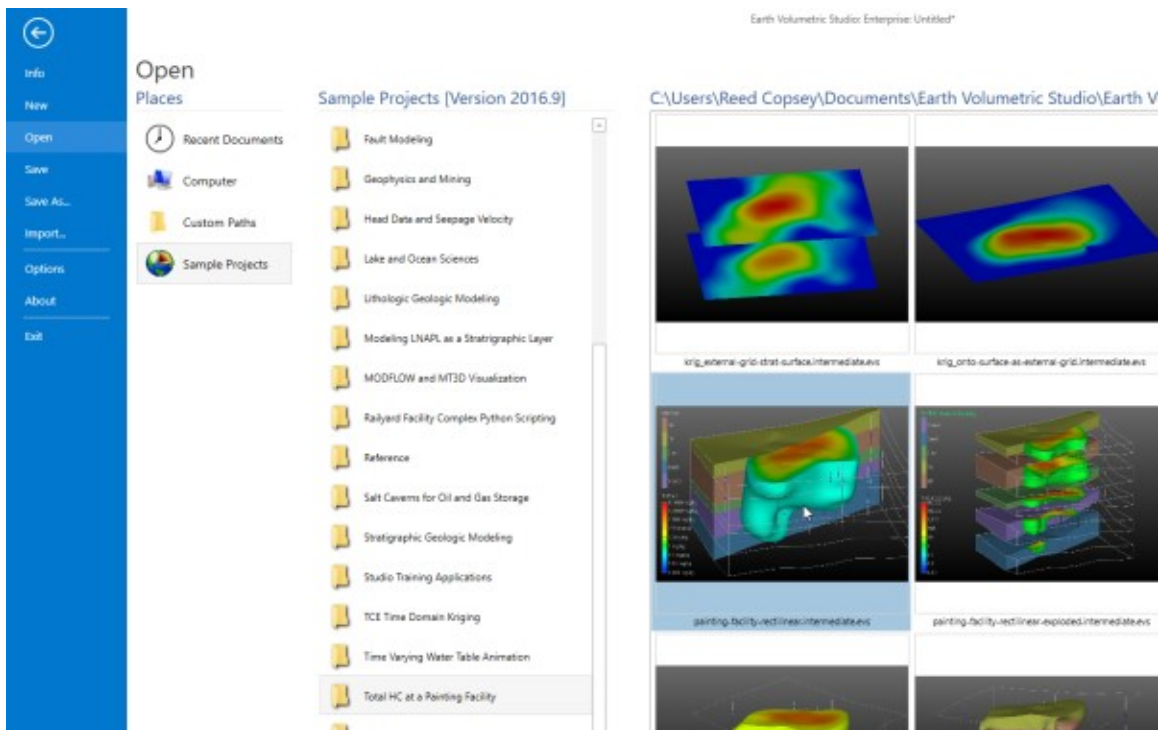 Earth Volumetric Studio: Enterprise: Untitled*
Info
New
Open
Save
Save As...
Import...
Options
About
Exit
Open
Places
Recent Documents
Computer
Custom Paths
Sample Projects
Sample Projects [Version 2016.9]
Fault Modeling
Geophysics and Mining
Head Data and Seepage Velocity
Lake and Ocean Sciences
Lithologic Geologic Modeling
Modeling LNAPL as a Stratrigraphic Layer
MODFLOW and MT3D Visualization
Railyard Facility Complex Python Scripting
Reference
Salt Caverns for Oil and Gas Storage
Stratigraphic Geologic Modeling
Studio Training Applications
TCE Time Domain Kriging
Time Varying Water Table Animation
Total HC at a Painting Facility
C:\Users\Reed Copsey\Documents\Earth Volumetric Studio\Earth V
krig_external-grid-strat-surface.intermediate.evs
krig_onto-surface-as-external-grid.intermediate.evs
painting-facility-rectilinear.intermediate.evs
painting-facility-rectilinear-exploded.intermediate.evs